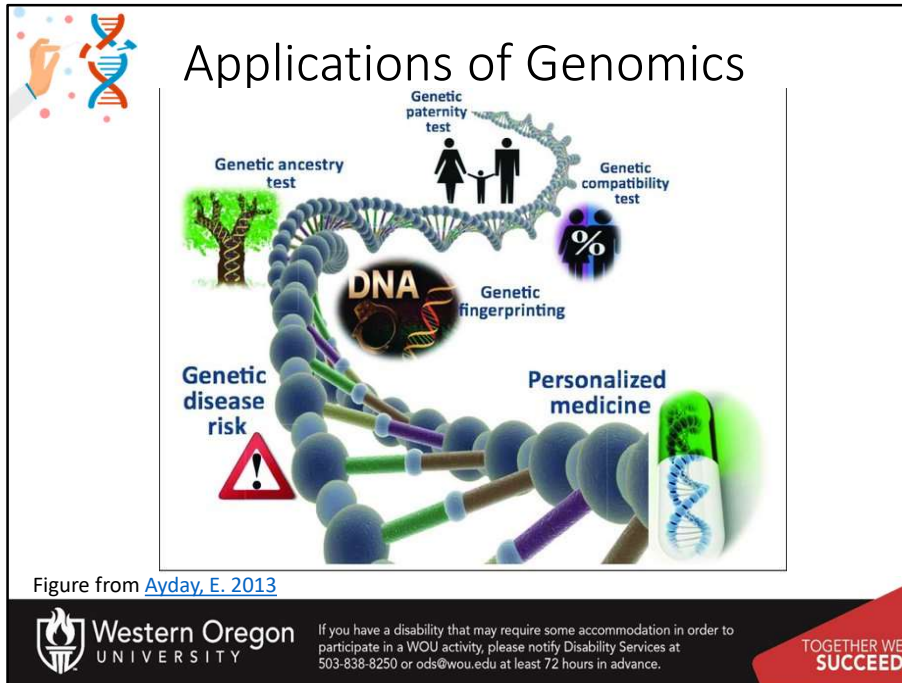 Applications of Genomics
Genetic
paternity
test
Genetic ancestry
test
Genetic
compatibility
test
%
DNA
Genetic
fingerprinting
Genetic
disease
risk
!
Personalized
medicine
Figure from Ayday, E. 2013
Western Oregon
UNIVERSITY
If you have a disability that may require some accommodation in order to
participate in a WOU activity, please notify Disability Services at
503-838-8250 or ods@wou.edu at least 72 hours in advance.
TOGETHER WE
SUCCEED